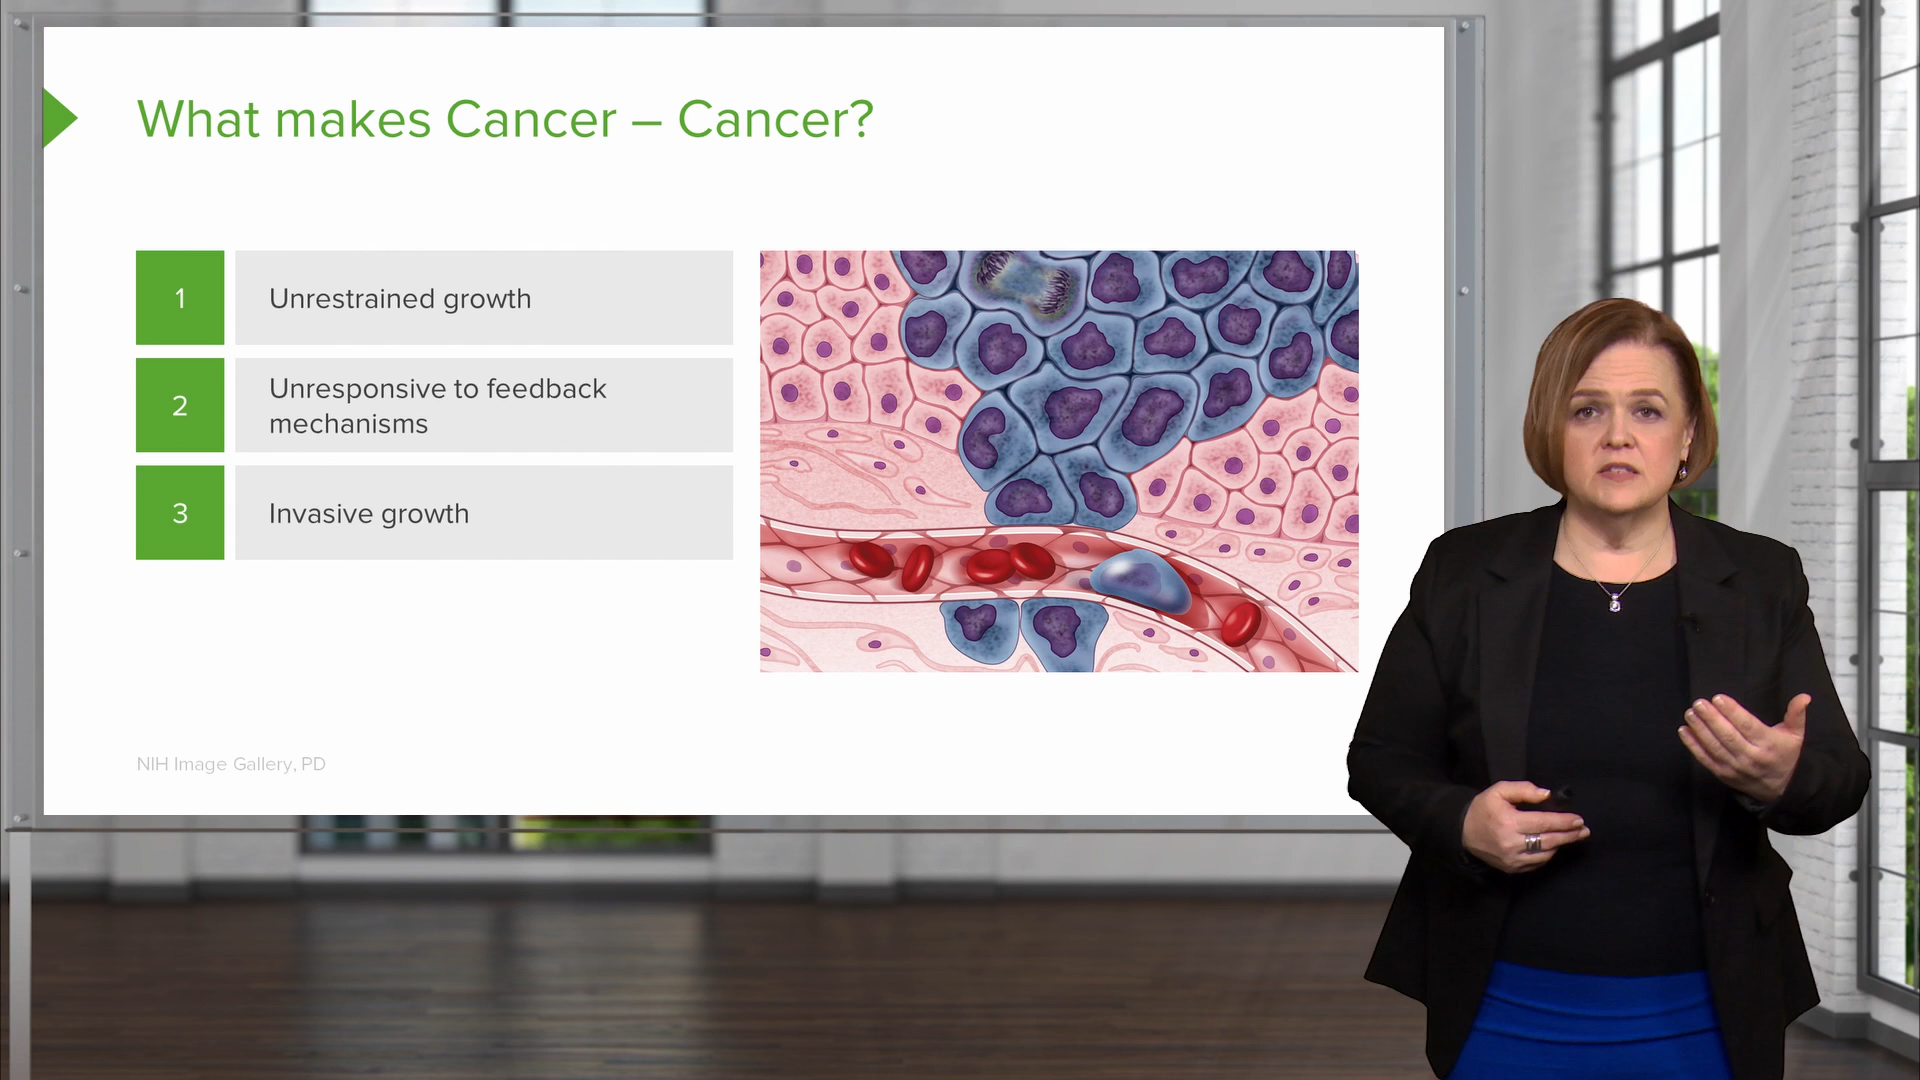 What makes Cancer – Cancer?
1
Unrestrained growth
2
Unresponsive to feedback
mechanisms
3
Invasive growth
NIH Image Gallery, PD